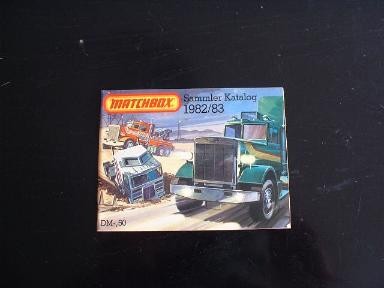 MATCHBOX
Sammler Katalog
1982/83
DM-,50